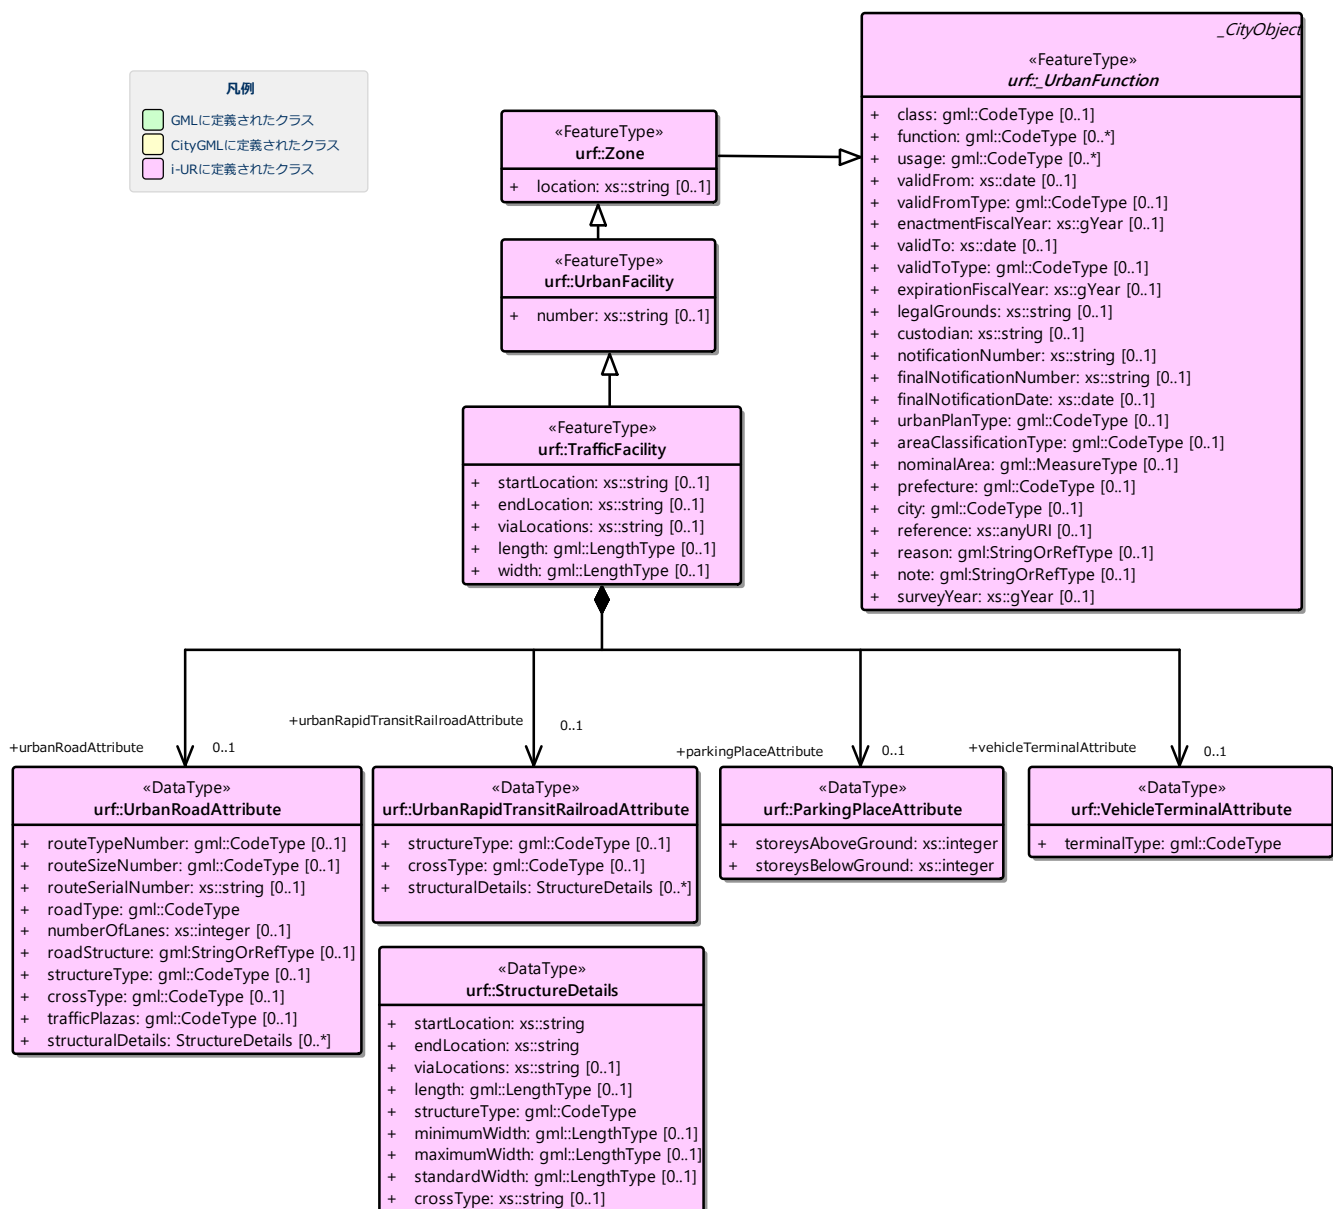 凡例
GMLに定義されたクラス
CityGMLに定義されたクラス
i-URに定義されたクラス
_CityObject
«FeatureType»
urf::_UrbanFunction
+ class: gml::CodeType [0..1]
+ function: gml::CodeType [0..*]
+ usage: gml::CodeType [0..*]
+ validFrom: xs::date [0..1]
+ validFromType: gml::CodeType [0..1]
+ enactmentFiscalYear: xs::gYear [0..1]
+ validTo: xs::date [0..1]
+ validToType: gml::CodeType [0..1]
+ expirationFiscalYear: xs::gYear [0..1]
+ legalGrounds: xs::string [0..1]
+ custodian: xs::string [0..1]
+ notificationNumber: xs::string [0..1]
+ finalNotificationNumber: xs::string [0..1]
+ finalNotificationDate: xs::date [0..1]
+ urbanPlanType: gml::CodeType [0..1]
+ areaClassificationType: gml::CodeType [0..1]
+ nominalArea: gml::MeasureType [0..1]
+ prefecture: gml::CodeType [0..1]
+ city: gml::CodeType [0..1]
+ reference: xs::anyURI [0..1]
+ reason: gml:StringOrRefType [0..1]
+ note: gml:StringOrRefType [0..1]
+ surveyYear: xs::gYear [0..1]
«FeatureType»
urf::Zone
+ location: xs::string [0..1]
«FeatureType»
urf::UrbanFacility
+ number: xs::string [0..1]
«FeatureType»
urf::TrafficFacility
+ startLocation: xs::string [0..1]
+ endLocation: xs::string [0..1]
+ viaLocations: xs::string [0..1]
+ length: gml::LengthType [0..1]
+ width: gml::LengthType [0..1]
+urbanRoadAttribute 0..1
+urbanRapidTransitRailroadAttribute 0..1
+parkingPlaceAttribute 0..1
+vehicleTerminalAttribute 0..1
«DataType»
urf::UrbanRoadAttribute
+ routeTypeNumber: gml::CodeType [0..1]
+ routeSizeNumber: gml::CodeType [0..1]
+ routeSerialNumber: xs::string [0..1]
+ roadType: gml::CodeType
+ numberOfLanes: xs::integer [0..1]
+ roadStructure: gml:StringOrRefType [0..1]
+ structureType: gml::CodeType [0..1]
+ crossType: gml::CodeType [0..1]
+ trafficPlazas: gml::CodeType [0..1]
+ structuralDetails: StructureDetails [0..*]
«DataType»
urf::UrbanRapidTransitRailroadAttribute
+ structureType: gml::CodeType [0..1]
+ crossType: gml::CodeType [0..1]
+ structuralDetails: StructureDetails [0..*]
«DataType»
urf::ParkingPlaceAttribute
+ storeysAboveGround: xs::integer
+ storeysBelowGround: xs::integer
«DataType»
urf::VehicleTerminalAttribute
+ terminalType: gml::CodeType
«DataType»
urf::StructureDetails
+ startLocation: xs::string
+ endLocation: xs::string
+ viaLocations: xs::string [0..1]
+ length: gml::LengthType [0..1]
+ structureType: gml::CodeType
+ minimumWidth: gml::LengthType [0..1]
+ maximumWidth: gml::LengthType [0..1]
+ standardWidth: gml::LengthType [0..1]
+ crossType: xs::string [0..1]